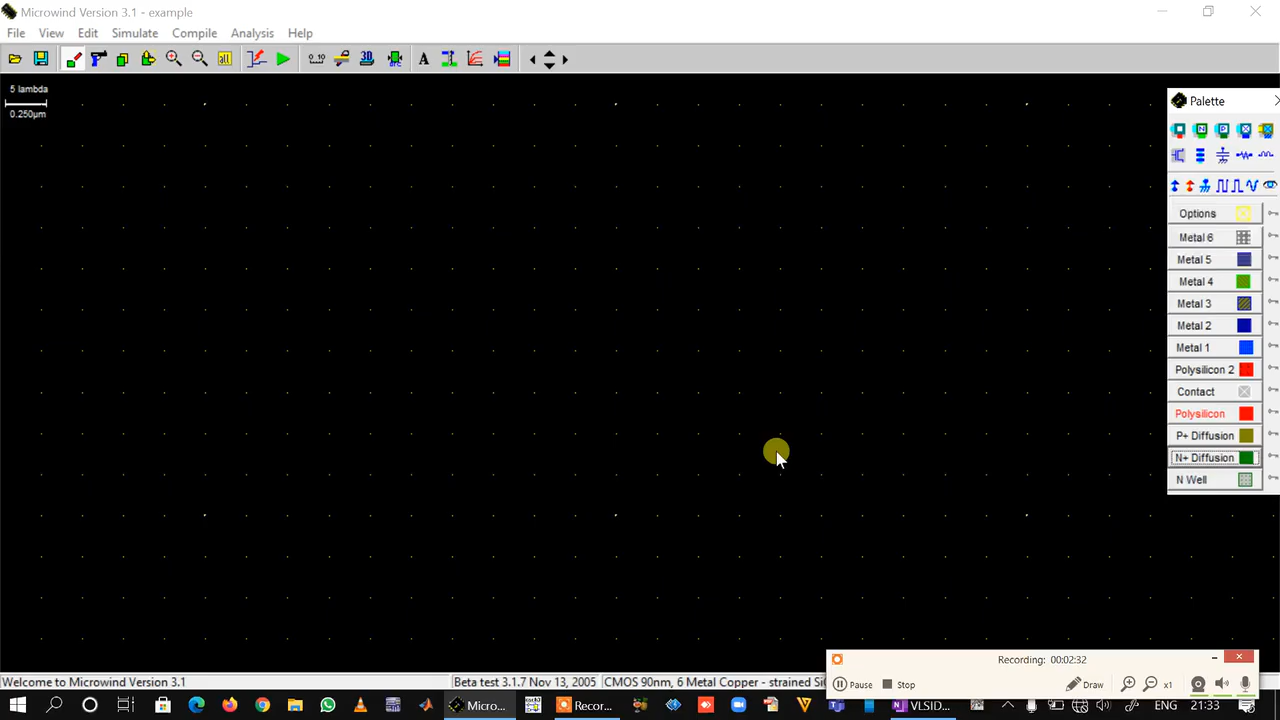 Microwind Version 3.1 - example
File View Edit Simulate Compile Analysis Help
5 lambda
0.250µm
Palette
Options
Metal 6
Metal 5
Metal 4
Metal 3
Metal 2
Metal 1
Polysilicon 2
Contact
Polysilicon
P+ Diffusion
N+ Diffusion
N Well
Recording: 00:02:32
Pause Stop Draw x1
Welcome to Microwind Version 3.1
Beta test 3.1.7 Nov 13, 2005
CMOS 90nm, 6 Metal Copper - strained
Micro...
Recor...
VLSID...
ENG
21:33